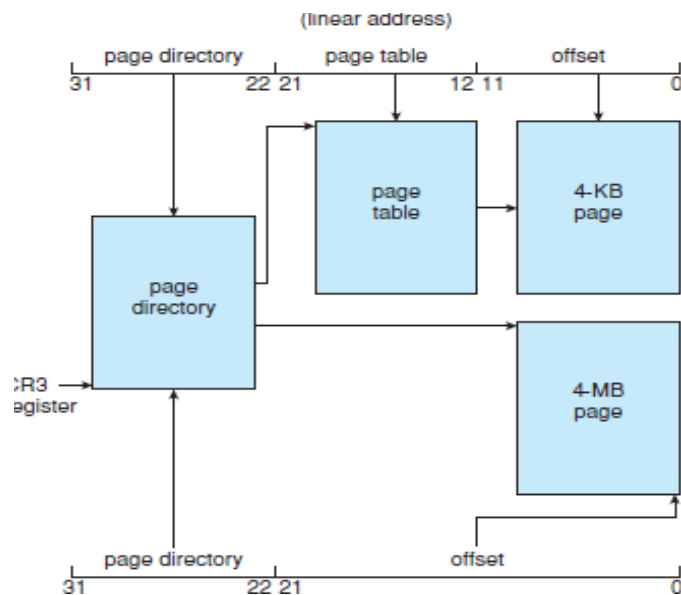 (linear address)
page directory page table offset
31 22 21 12 11 0
page
table
4-KB
page
page
directory
4-MB
page
CR3
register
page directory offset
31 22 21 0